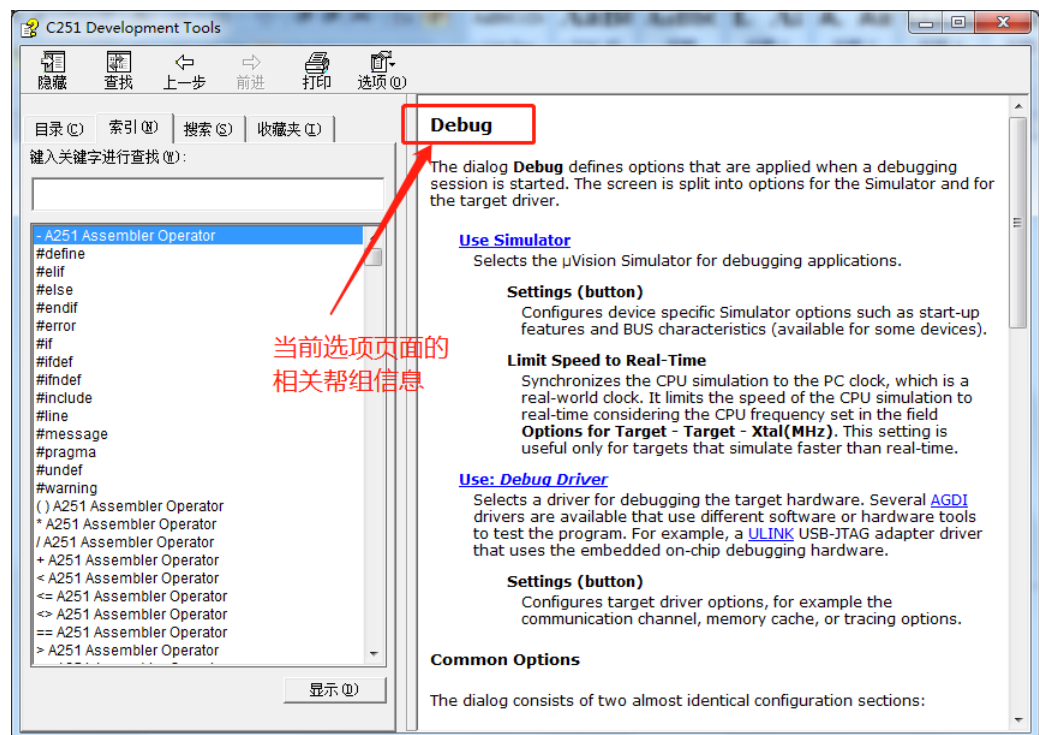 C251 Development Tools
隐藏 查找 上一步 前进 打印 选项(O)
目录(C) 索引(N) 搜索(S) 收藏夹(I)
键入关键字进行查找(W):
- A251 Assembler Operator
#define
#elif
#else
#endif
#error
#if
#ifdef
#ifndef
#include
#line
#message
#pragma
#undef
#warning
( ) A251 Assembler Operator
* A251 Assembler Operator
/ A251 Assembler Operator
+ A251 Assembler Operator
< A251 Assembler Operator
<= A251 Assembler Operator
<> A251 Assembler Operator
== A251 Assembler Operator
> A251 Assembler Operator
显示(D)
当前选项页面的
相关帮组信息
Debug
The dialog Debug defines options that are applied when a debugging
session is started. The screen is split into options for the Simulator and for
the target driver.
Use Simulator
Selects the µVision Simulator for debugging applications.
Settings (button)
Configures device specific Simulator options such as start-up
features and BUS characteristics (available for some devices).
Limit Speed to Real-Time
Synchronizes the CPU simulation to the PC clock, which is a
real-world clock. It limits the speed of the CPU simulation to
real-time considering the CPU frequency set in the field
Options for Target - Target - Xtal(MHz). This setting is
useful only for targets that simulate faster than real-time.
Use: Debug Driver
Selects a driver for debugging the target hardware. Several AGDI
drivers are available that use different software or hardware tools
to test the program. For example, a ULINK USB-JTAG adapter driver
that uses the embedded on-chip debugging hardware.
Settings (button)
Configures target driver options, for example the
communication channel, memory cache, or tracing options.
Common Options
The dialog consists of two almost identical configuration sections: